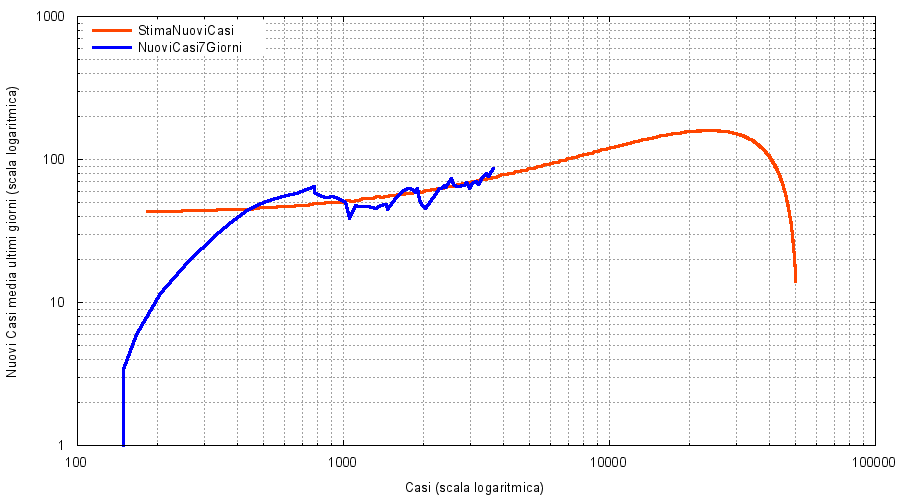 1000
100
10
1
100
1000
10000
100000
StimaNuoviCasi
NuoviCasi7Giorni
Nuovi Casi media ultimi giorni (scala logaritmica)
Casi (scala logaritmica)